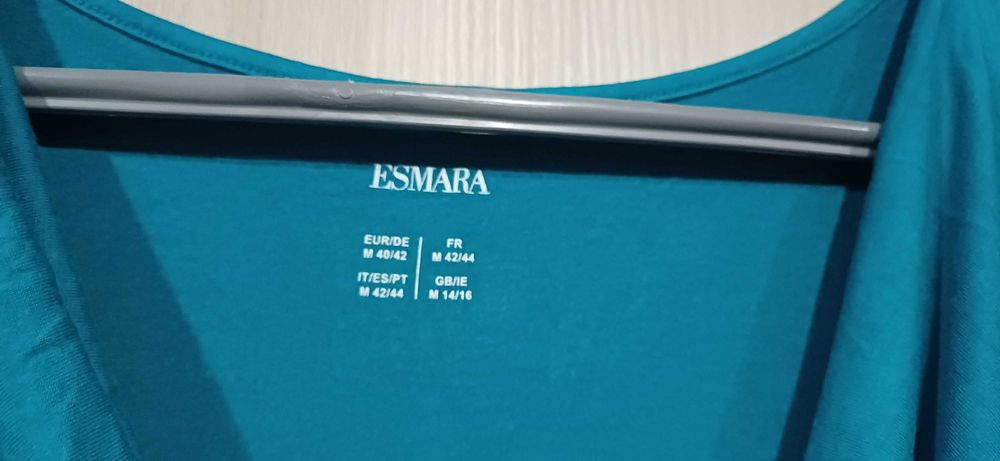 ESMARA
EUR/DE
M 40/42
FR
M 42/44
IT/ES/PT
M 42/44
GB/IE
M 14/16